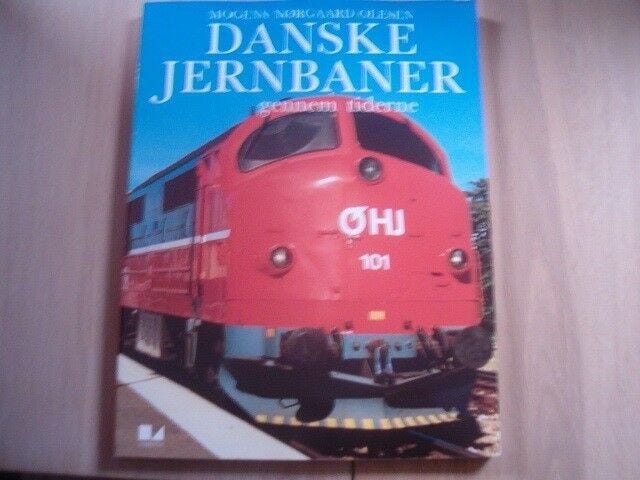 MOGENS NØRGAARD OLESEN
DANSKE
JERNBANER
gennem tiderne
ØHJ
101